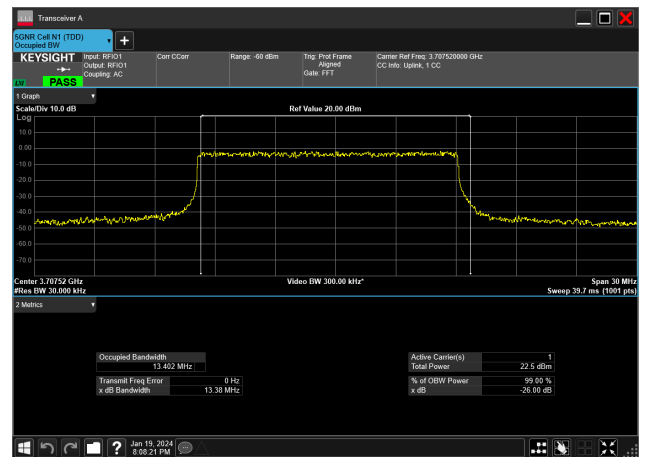 Transceiver A
5GNR Cell N1 (TDD)
Occupied BW
KEYSIGHT
Input: RFIO1
Output: RFIO1
Coupling: AC
Corr CCorr
Range: -60 dBm
Trig: Prot Frame
Aligned
Gate: FFT
Carrier Ref Freq: 3.707520000 GHz
CC Info: Uplink, 1 CC
PASS
1 Graph
Scale/Div 10.0 dB
Ref Value 20.00 dBm
Log
10.0
0.00
-10.0
-20.0
-30.0
-40.0
-50.0
-60.0
-70.0
Center 3.70752 GHz
Video BW 300.00 kHz*
Span 30 MHz
#Res BW 30.000 kHz
Sweep 39.7 ms (1001 pts)
2 Metrics
Occupied Bandwidth
13.402 MHz
Active Carrier(s) 1
Total Power 22.5 dBm
Transmit Freq Error 0 Hz
x dB Bandwidth 13.38 MHz
% of OBW Power 99.00 %
x dB -26.00 dB
Jan 19, 2024
8:08:21 PM